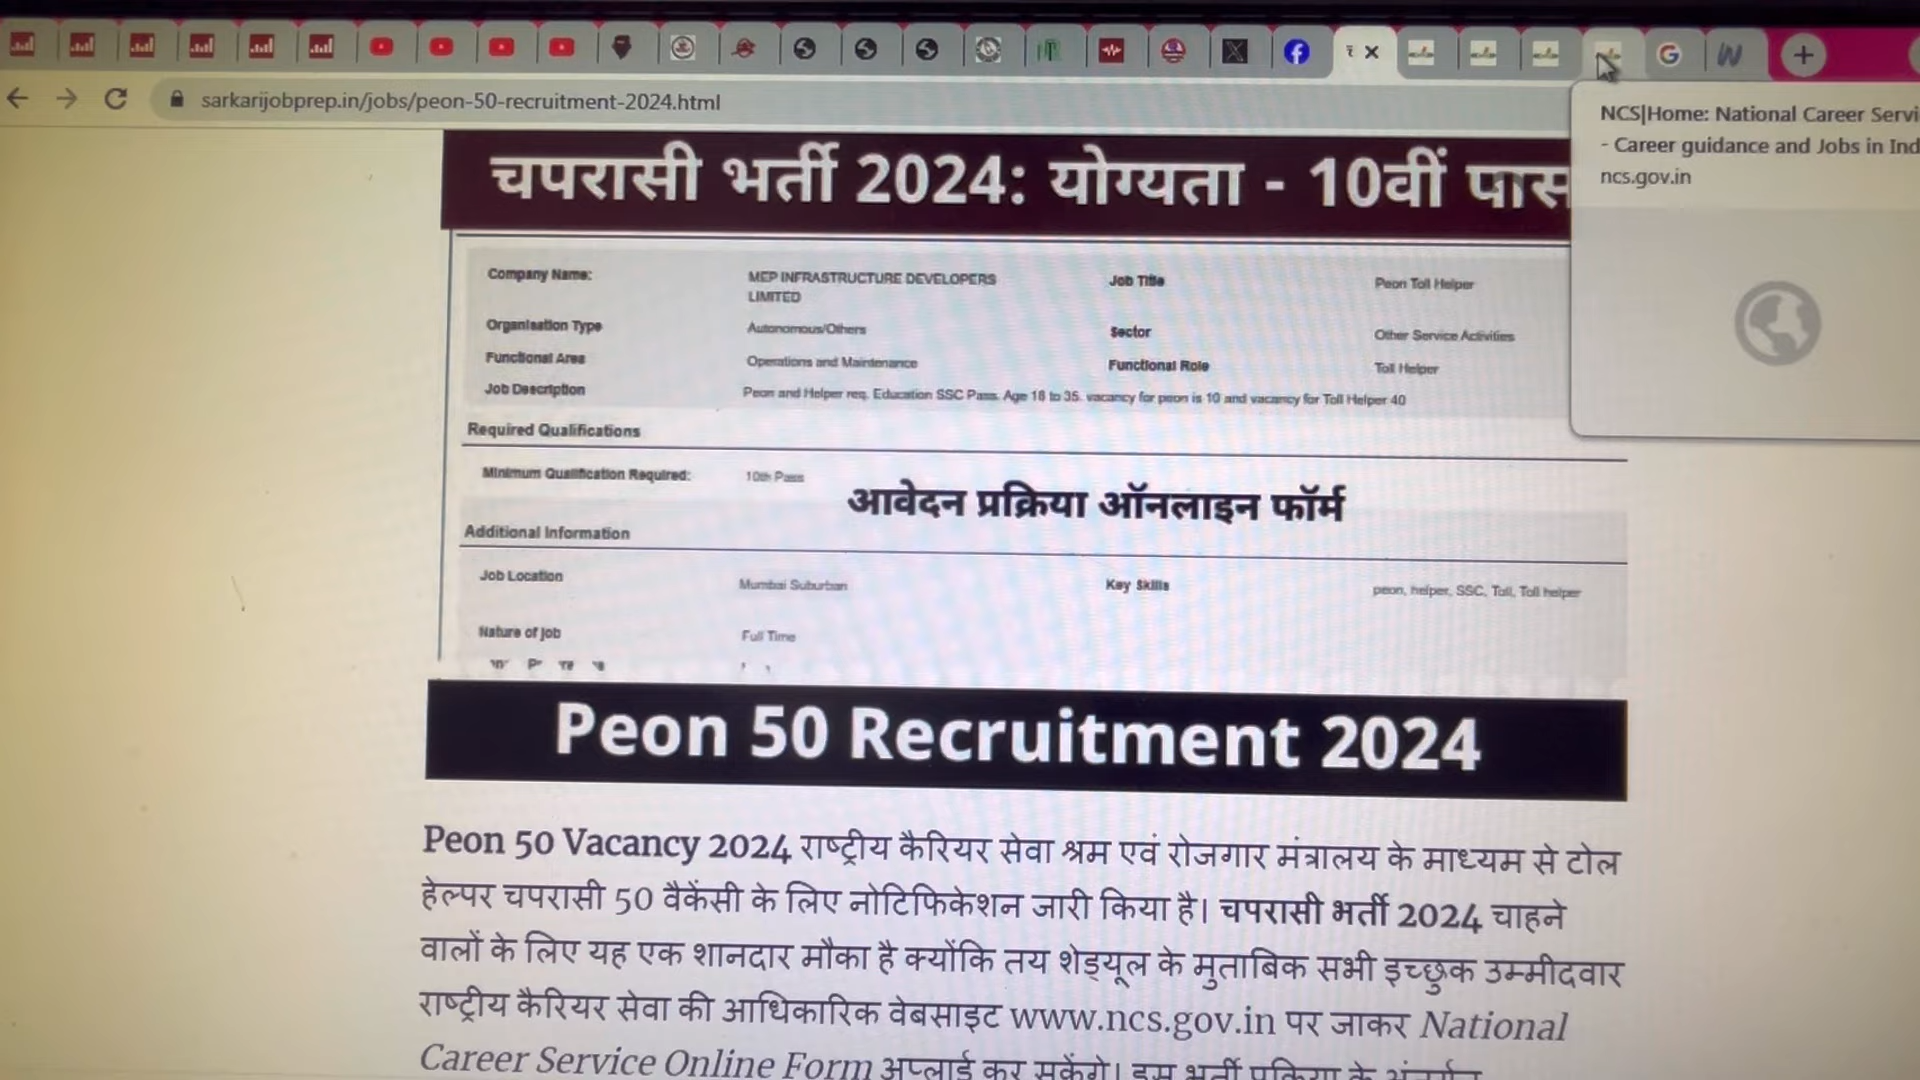 sarkarijobprep.in/jobs/peon-50-recruitment-2024.html
NCS|Home: National Career Servi
- Career guidance and Jobs in Ind
ncs.gov.in
चपरासी भर्ती 2024: योग्यता - 10वीं पास
Company Name: MEP INFRASTRUCTURE DEVELOPERS LIMITED Job Title Peon Toll Helper
Organisation Type Autonomous/Others Sector Other Service Activities
Functional Area Operations and Maintenance Functional Role Toll Helper
Job Description Peon and Helper req. Education SSC Pass. Age 18 to 35. vacancy for peon is 10 and vacancy for Toll Helper 40
Required Qualifications
Minimum Qualification Required: 10th Pass
आवेदन प्रक्रिया ऑनलाइन फॉर्म
Additional Information
Job Location Mumbai Suburban Key Skills peon, helper, SSC, Toll, Toll helper
Nature of job Full Time
Peon 50 Recruitment 2024
Peon 50 Vacancy 2024 राष्ट्रीय कैरियर सेवा श्रम एवं रोजगार मंत्रालय के माध्यम से टोल
हेल्पर चपरासी 50 वैकेंसी के लिए नोटिफिकेशन जारी किया है। चपरासी भर्ती 2024 चाहने
वालों के लिए यह एक शानदार मौका है क्योंकि तय शेड्यूल के मुताबिक सभी इच्छुक उम्मीदवार
राष्ट्रीय कैरियर सेवा की आधिकारिक वेबसाइट www.ncs.gov.in पर जाकर National
Career Service Online Form अप्लाई कर सकेंगे। इस भर्ती प्रक्रिया के अंतर्गत